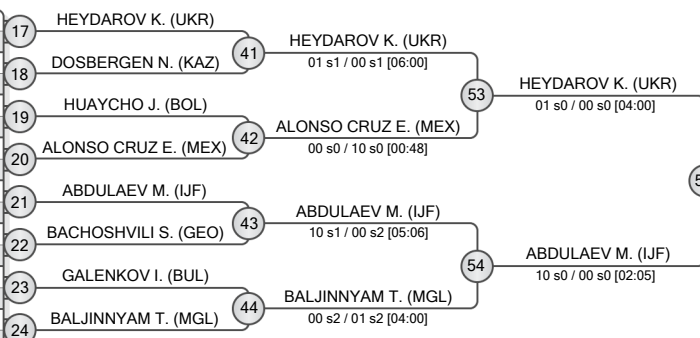 17
HEYDAROV K. (UKR)
18
DOSBERGEN N. (KAZ)
41
HEYDAROV K. (UKR)
01 s1 / 00 s1 [06:00]
19
HUAYCHO J. (BOL)
20
ALONSO CRUZ E. (MEX)
42
ALONSO CRUZ E. (MEX)
00 s0 / 10 s0 [00:48]
53
HEYDAROV K. (UKR)
01 s0 / 00 s0 [04:00]
21
ABDULAEV M. (IJF)
22
BACHOSHVILI S. (GEO)
43
ABDULAEV M. (IJF)
10 s1 / 00 s2 [05:06]
23
GALENKOV I. (BUL)
24
BALJINNYAM T. (MGL)
44
BALJINNYAM T. (MGL)
00 s2 / 01 s2 [04:00]
54
ABDULAEV M. (IJF)
10 s0 / 00 s0 [02:05]